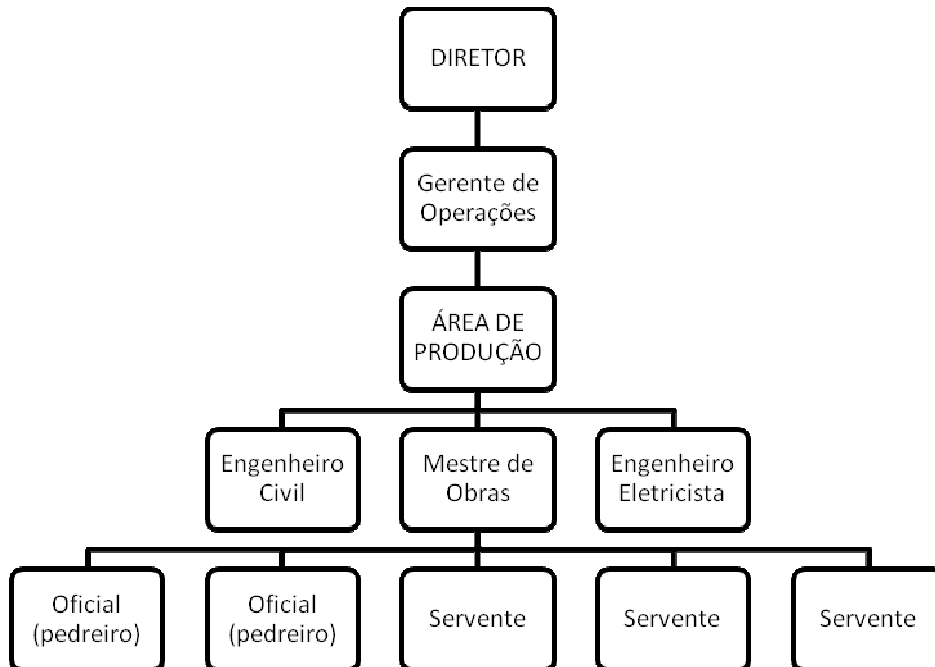 DIRETOR
Gerente de
Operações
ÁREA DE
PRODUÇÃO
Engenheiro
Civil
Mestre de
Obras
Engenheiro
Eletricista
Oficial
(pedreiro)
Oficial
(pedreiro)
Servente
Servente
Servente